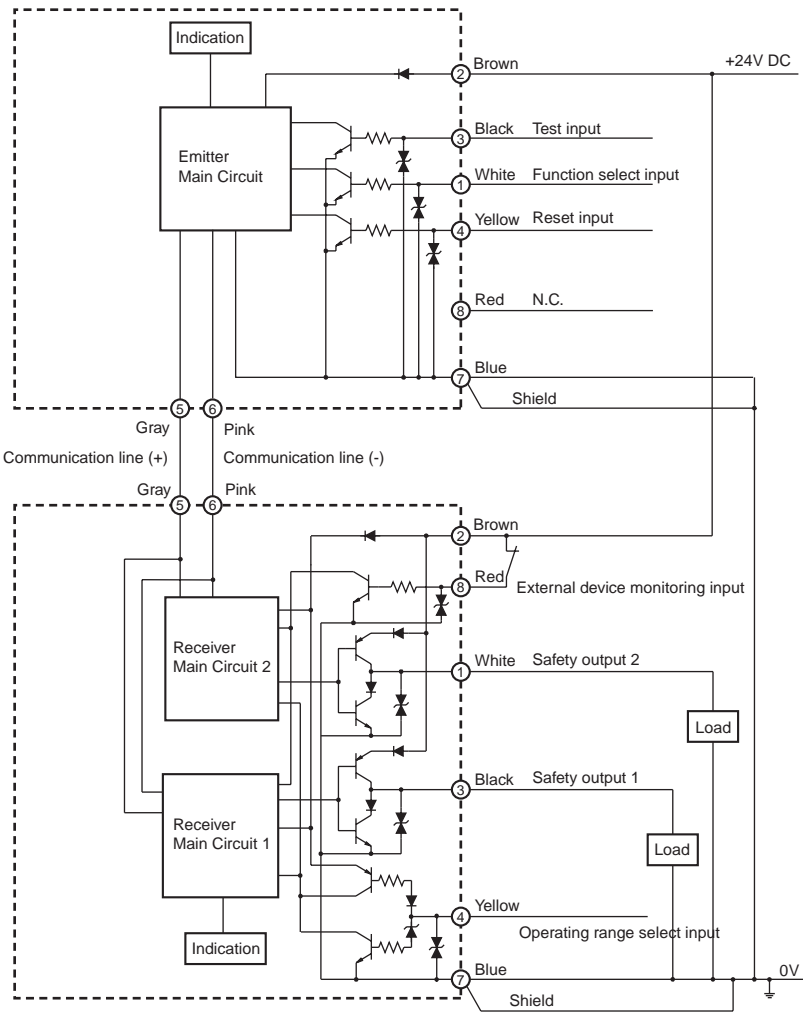 Indication
2 Brown +24V DC
Emitter
Main Circuit
3 Black Test input
1 White Function select input
4 Yellow Reset input
8 Red N.C.
7 Blue
Shield
5 6
Gray Pink
Communication line (+) Communication line (-)
Gray Pink
5 6
2 Brown
8 Red
External device monitoring input
Receiver
Main Circuit 2
1 White Safety output 2
Load
3 Black Safety output 1
Receiver
Main Circuit 1
Load
4 Yellow
Operating range select input
Indication
7 Blue 0V
Shield